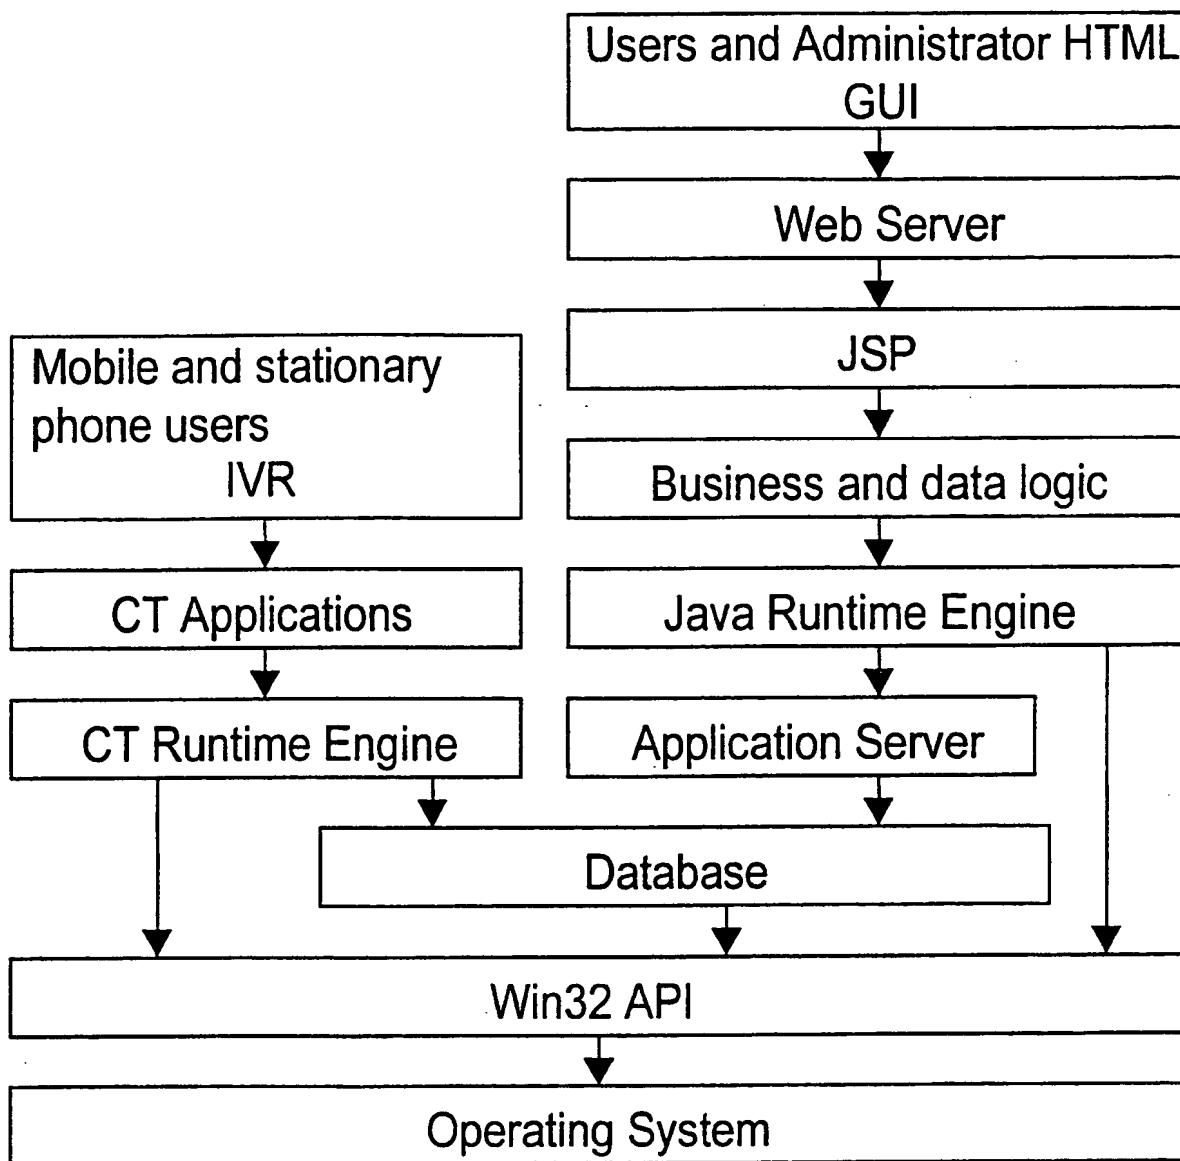 Users and Administrator HTML
GUI
Web Server
JSP
Mobile and stationary
phone users
IVR
Business and data logic
CT Applications
Java Runtime Engine
CT Runtime Engine
Application Server
Database
Win32 API
Operating System